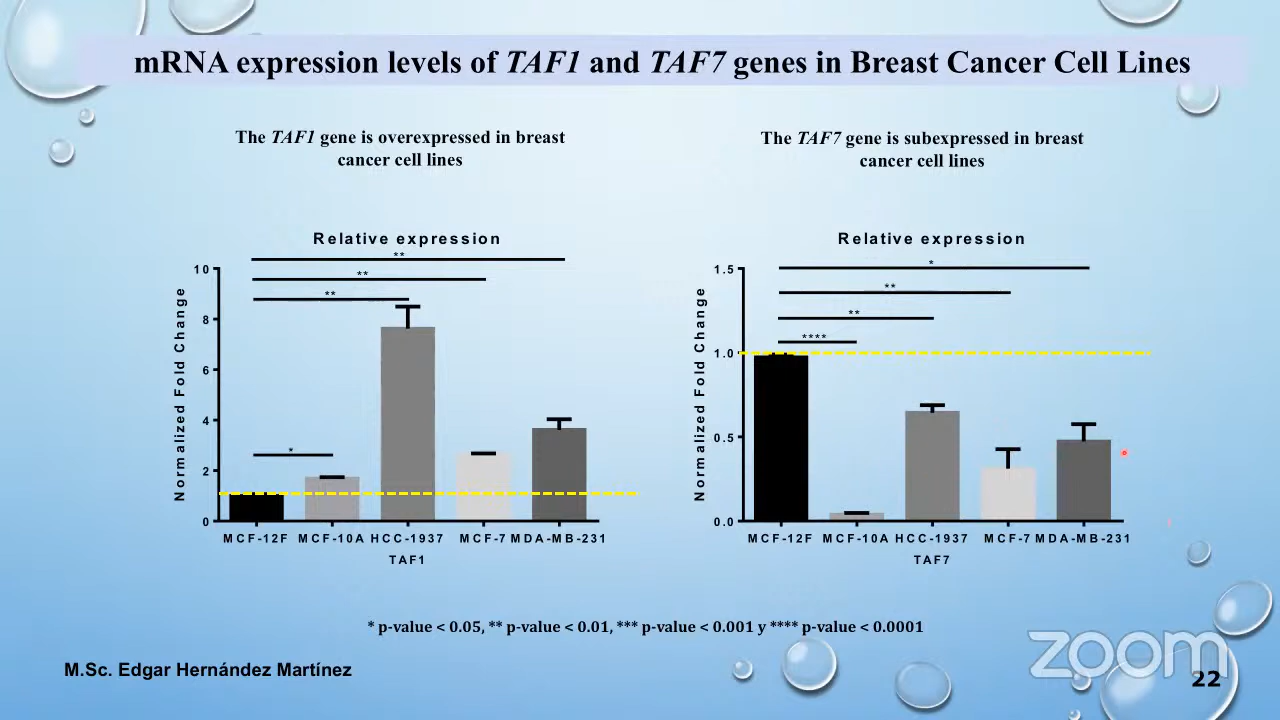 mRNA expression levels of TAF1 and TAF7 genes in Breast Cancer Cell Lines
The TAF1 gene is overexpressed in breast
cancer cell lines
Relative expression
**
**
**
*
10
8
6
4
2
0
Normalized Fold Change
MCF-12F MCF-10A HCC-1937 MCF-7 MDA-MB-231
TAF1
The TAF7 gene is subexpressed in breast
cancer cell lines
Relative expression
*
**
**
****
1.5
1.0
0.5
0.0
Normalized Fold Change
MCF-12F MCF-10A HCC-1937 MCF-7 MDA-MB-231
TAF7
* p-value < 0.05, ** p-value < 0.01, *** p-value < 0.001 y **** p-value < 0.0001
M.Sc. Edgar Hernández Martínez
zoom
22